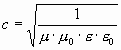 c = √(1 / (μ · μ₀ · ε · ε₀))